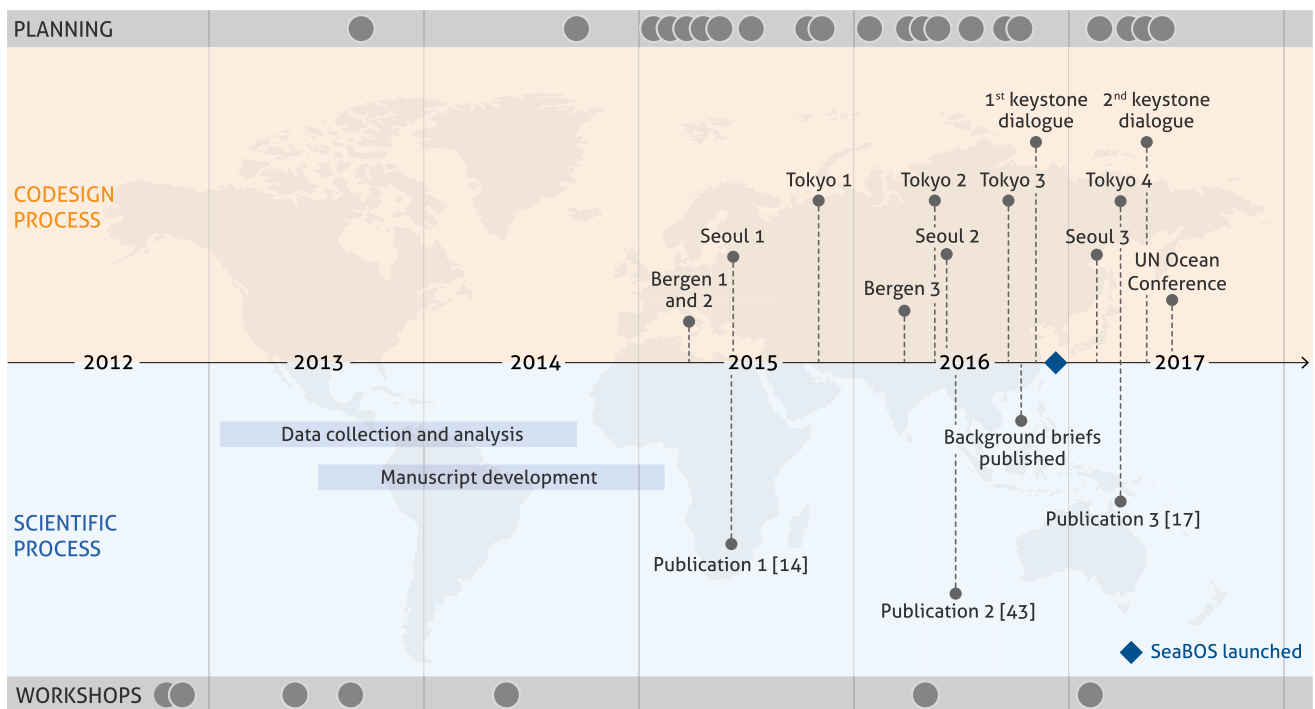 PLANNING
1st keystone
dialogue
2nd keystone
dialogue
CODESIGN
PROCESS
Tokyo 1
Tokyo 2
Tokyo 3
Tokyo 4
Seoul 1
Seoul 2
Seoul 3
Bergen 1
and 2
Bergen 3
UN Ocean
Conference
2012
2013
2014
2015
2016
2017
Data collection and analysis
Manuscript development
Background briefs
published
SCIENTIFIC
PROCESS
Publication 3 [17]
Publication 1 [14]
Publication 2 [43]
SeaBOS launched
WORKSHOPS